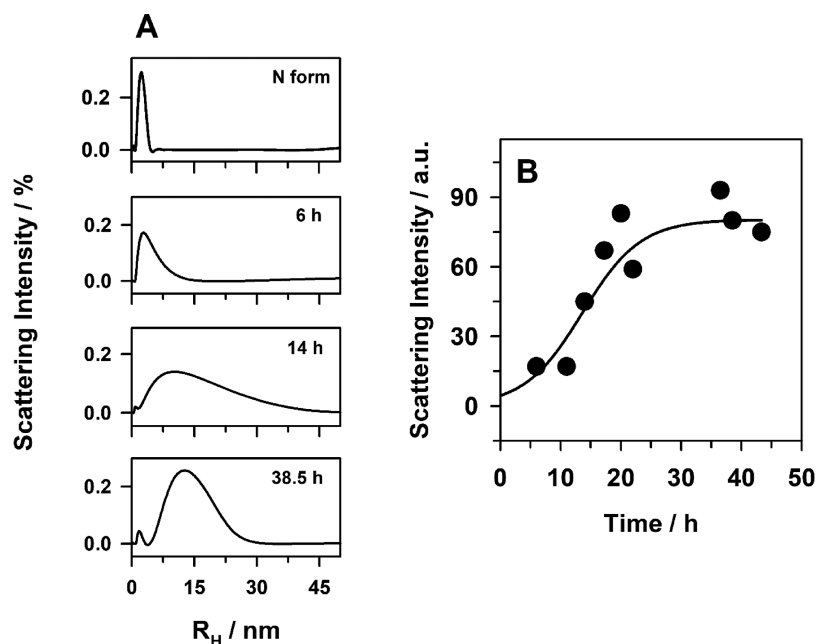 A
N form
0.2
0.0
6 h
0.2
0.0
14 h
0.2
0.0
38.5 h
0.2
0.0
0 15 30 45
R_H / nm
Scattering Intensity / %
B
90
60
30
0
0 10 20 30 40 50
Time / h
Scattering Intensity / a.u.